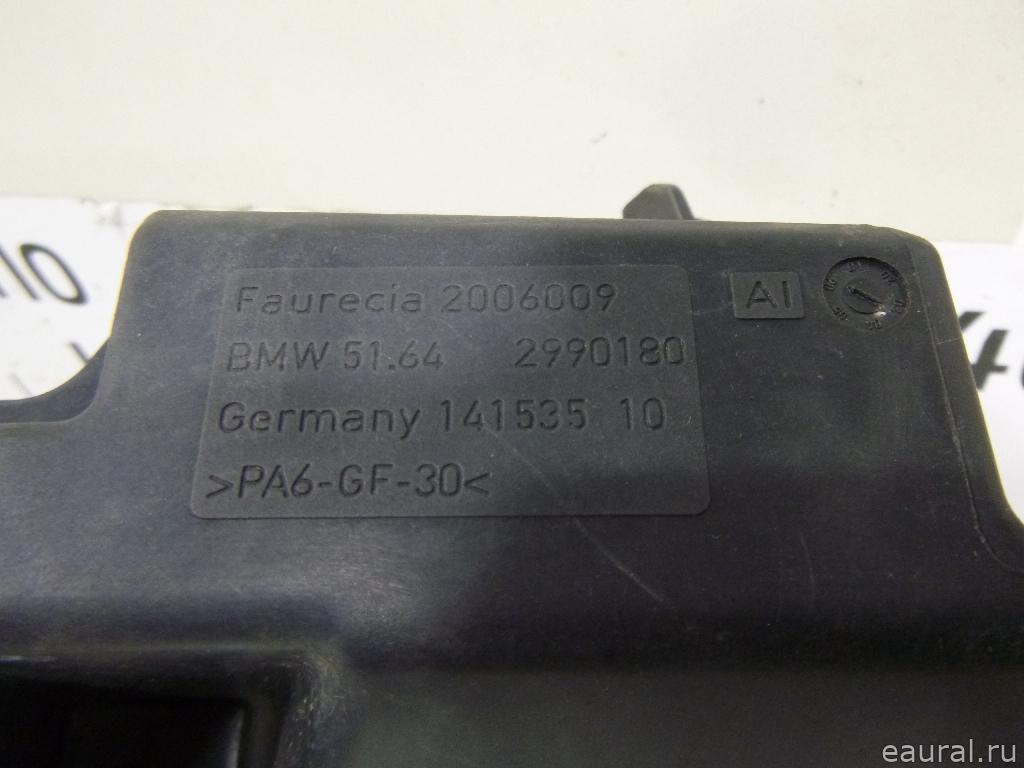 Faurecia 2006009
BMW 51.64 2990180
Germany 141535 10
>PA6-GF-30<
AI
eaural.ru